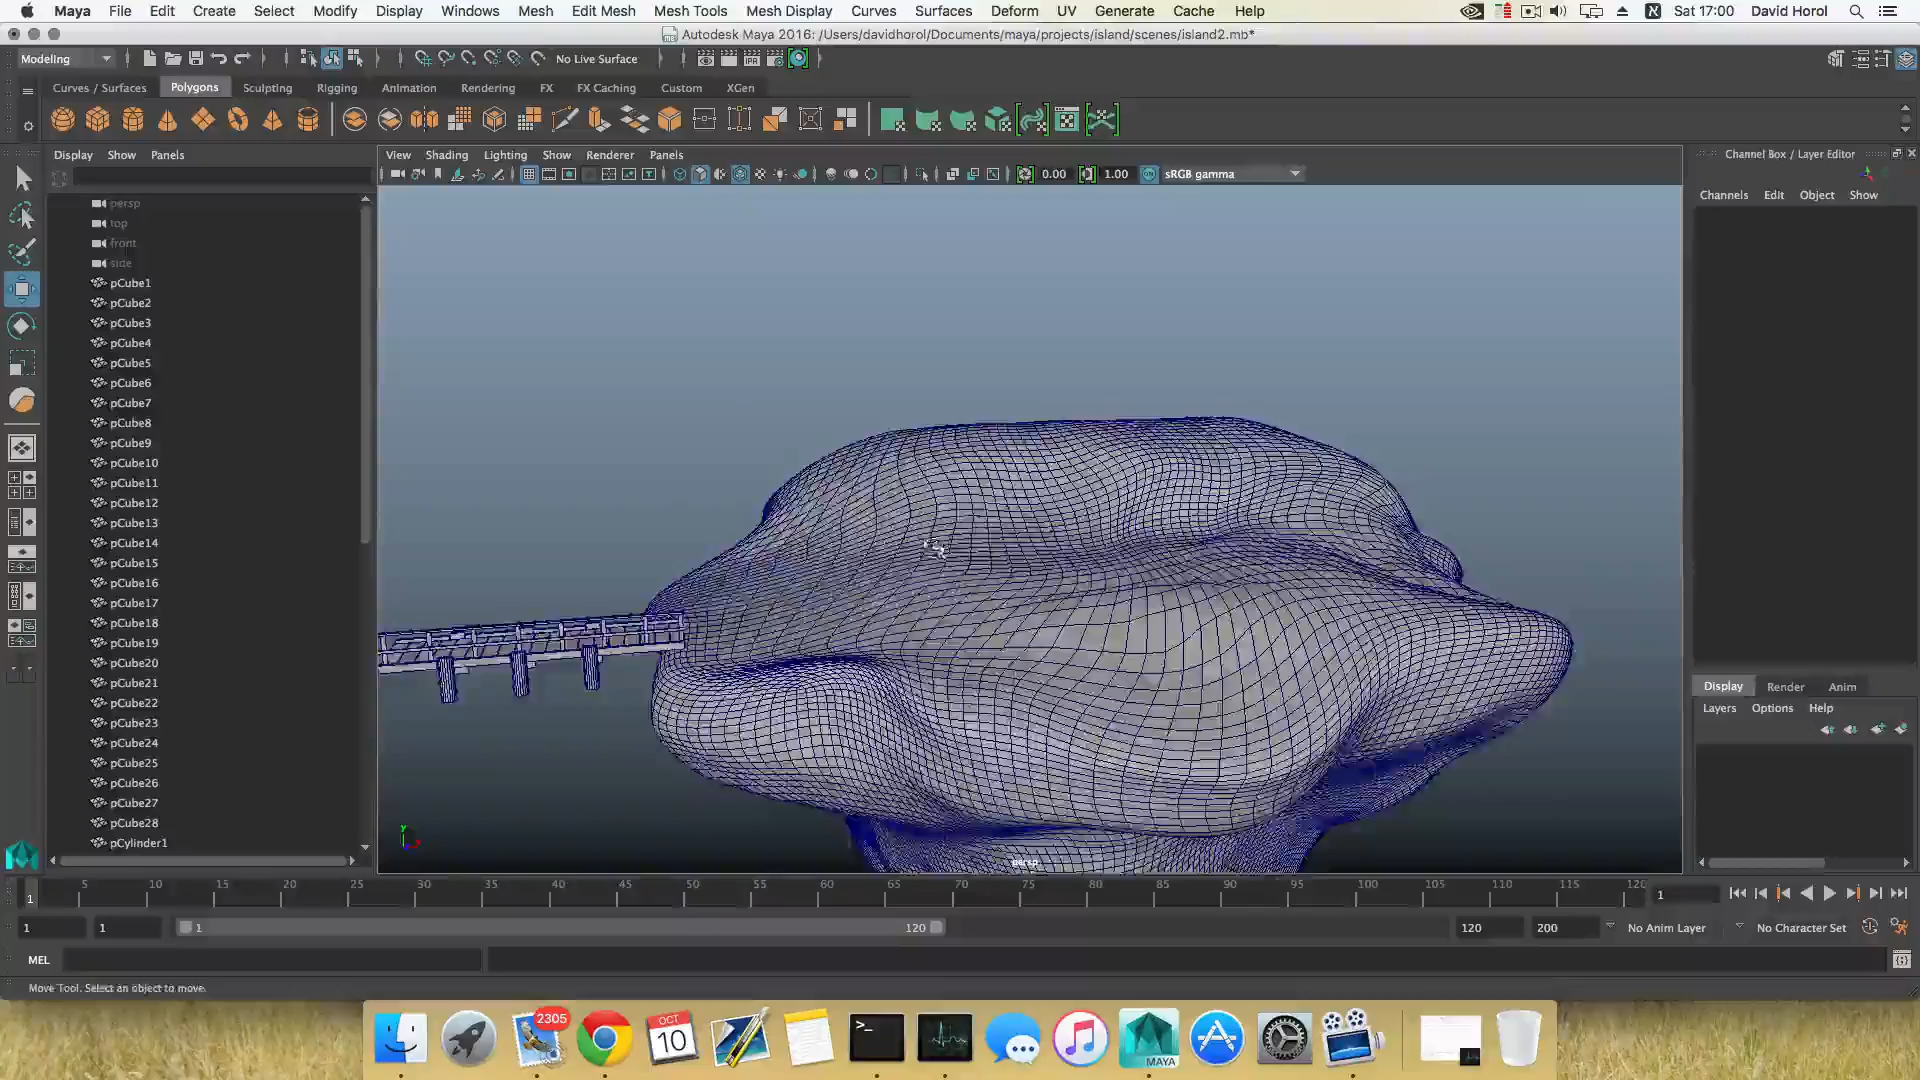 Maya File Edit Create Select Modify Display Windows Mesh Edit Mesh Mesh Tools Mesh Display Curves Surfaces Deform UV Generate Cache Help Sat 17:00 David Horol
Autodesk Maya 2016: /Users/davidhorol/Documents/maya/projects/island/scenes/island2.mb*
Modeling No Live Surface
Curves / Surfaces Polygons Sculpting Rigging Animation Rendering FX FX Caching Custom XGen
Display Show Panels
View Shading Lighting Show Renderer Panels
Channel Box / Layer Editor
0.00 1.00 sRGB gamma
Channels Edit Object Show
persp
top
front
side
pCube1
pCube2
pCube3
pCube4
pCube5
pCube6
pCube7
pCube8
pCube9
pCube10
pCube11
pCube12
pCube13
pCube14
pCube15
pCube16
pCube17
pCube18
pCube19
pCube20
pCube21
pCube22
pCube23
pCube24
pCube25
pCube26
pCube27
pCube28
pCylinder1
Display Render Anim
Layers Options Help
y
persp
5 10 15 20 25 30 35 40 45 50 55 60 65 70 75 80 85 90 95 100 105 110 115 120
1 1
1 1 1 120 120 200 No Anim Layer No Character Set
MEL
Move Tool. Select an object to move.
2305
OCT
10
>_
MAYA